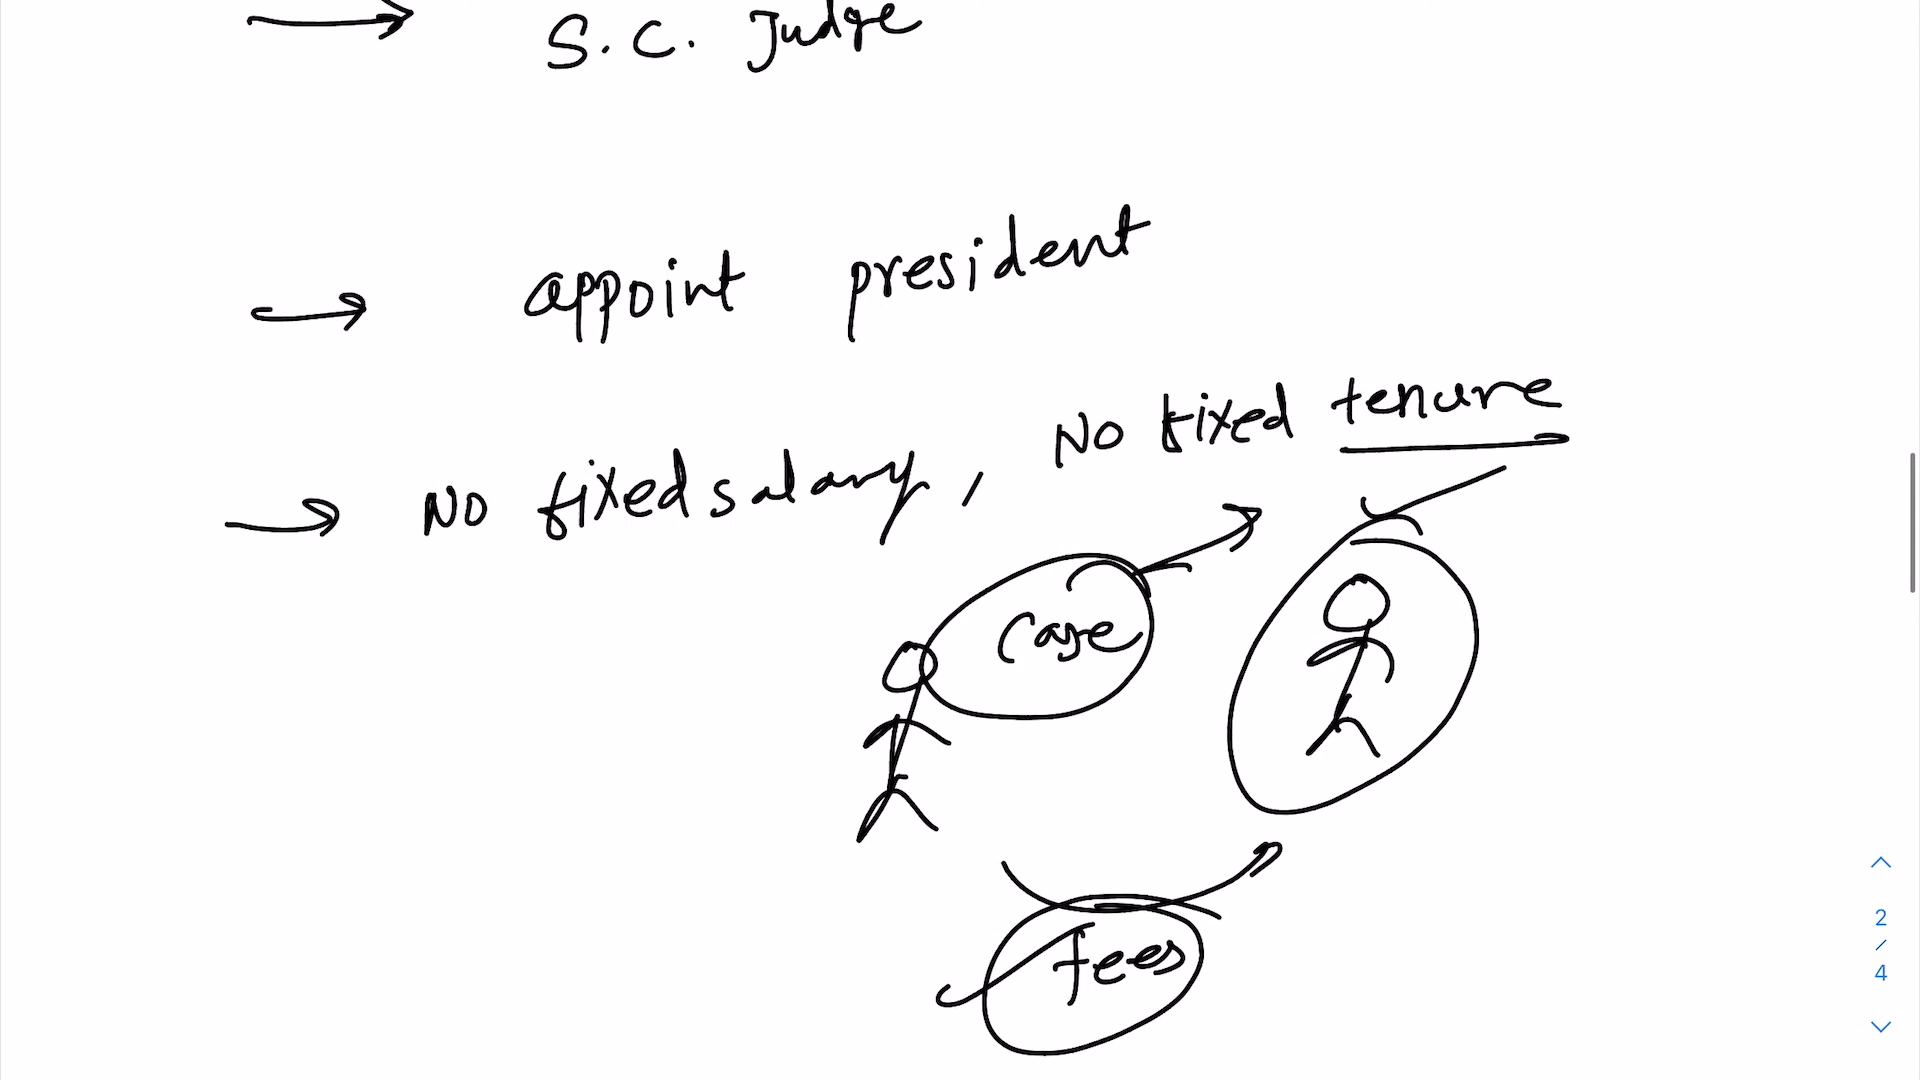 S.C. Judge
appoint president
No fixed salary, No fixed tenure
Case
fees
2
/
4